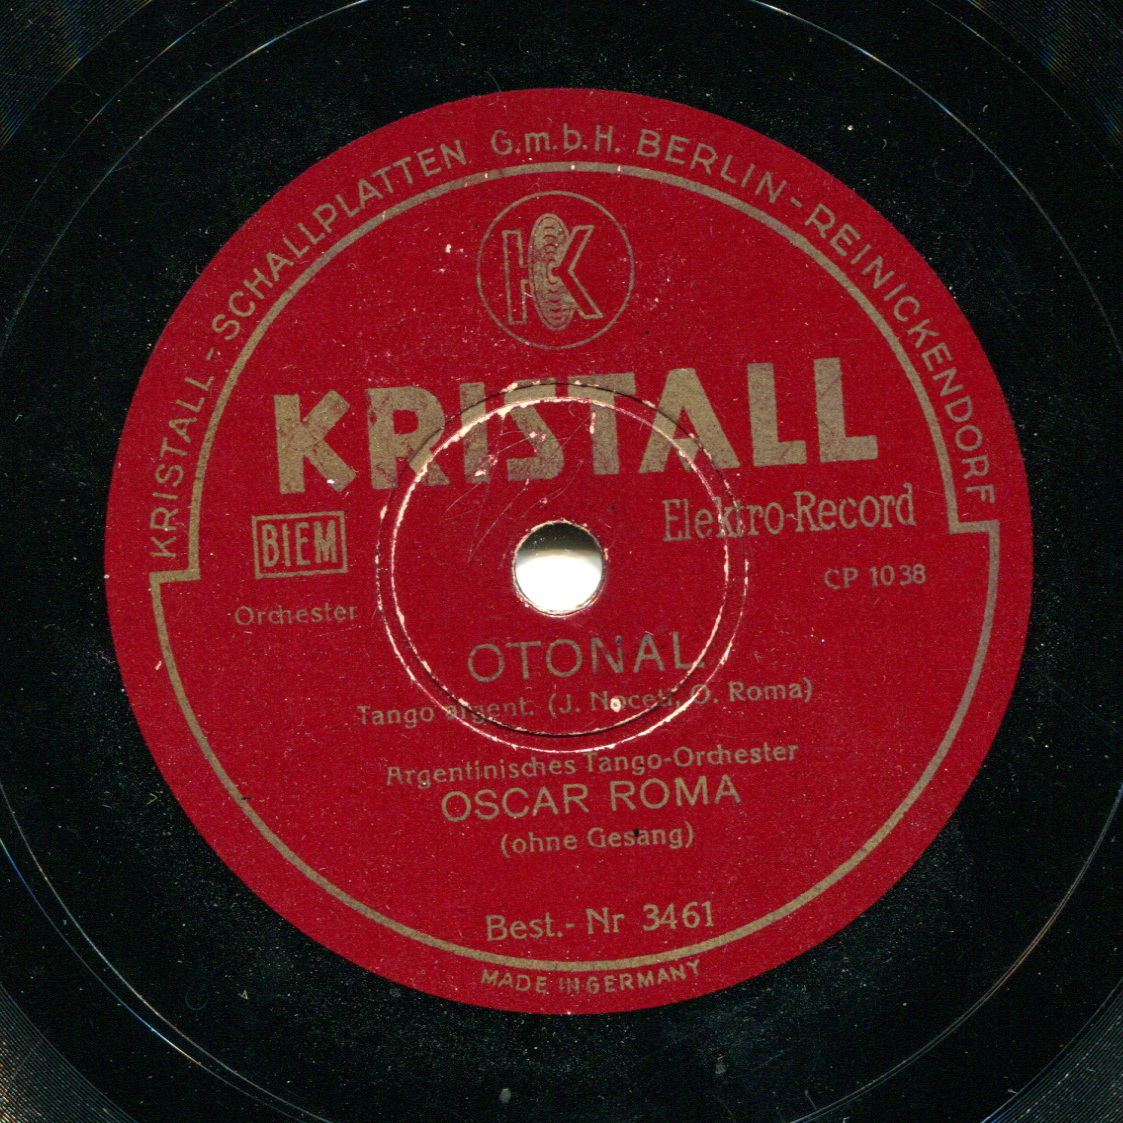 KRISTALL-SCHALLPLATTEN G.m.b.H. BERLIN-REINICKENDORF
K
KRISTALL
Elektro-Record
BIEM
CP 1038
Orchester
OTONAL
Tango argent. (J. Noceti, O. Roma)
Argentinisches Tango-Orchester
OSCAR ROMA
(ohne Gesang)
Best.- Nr 3461
MADE IN GERMANY